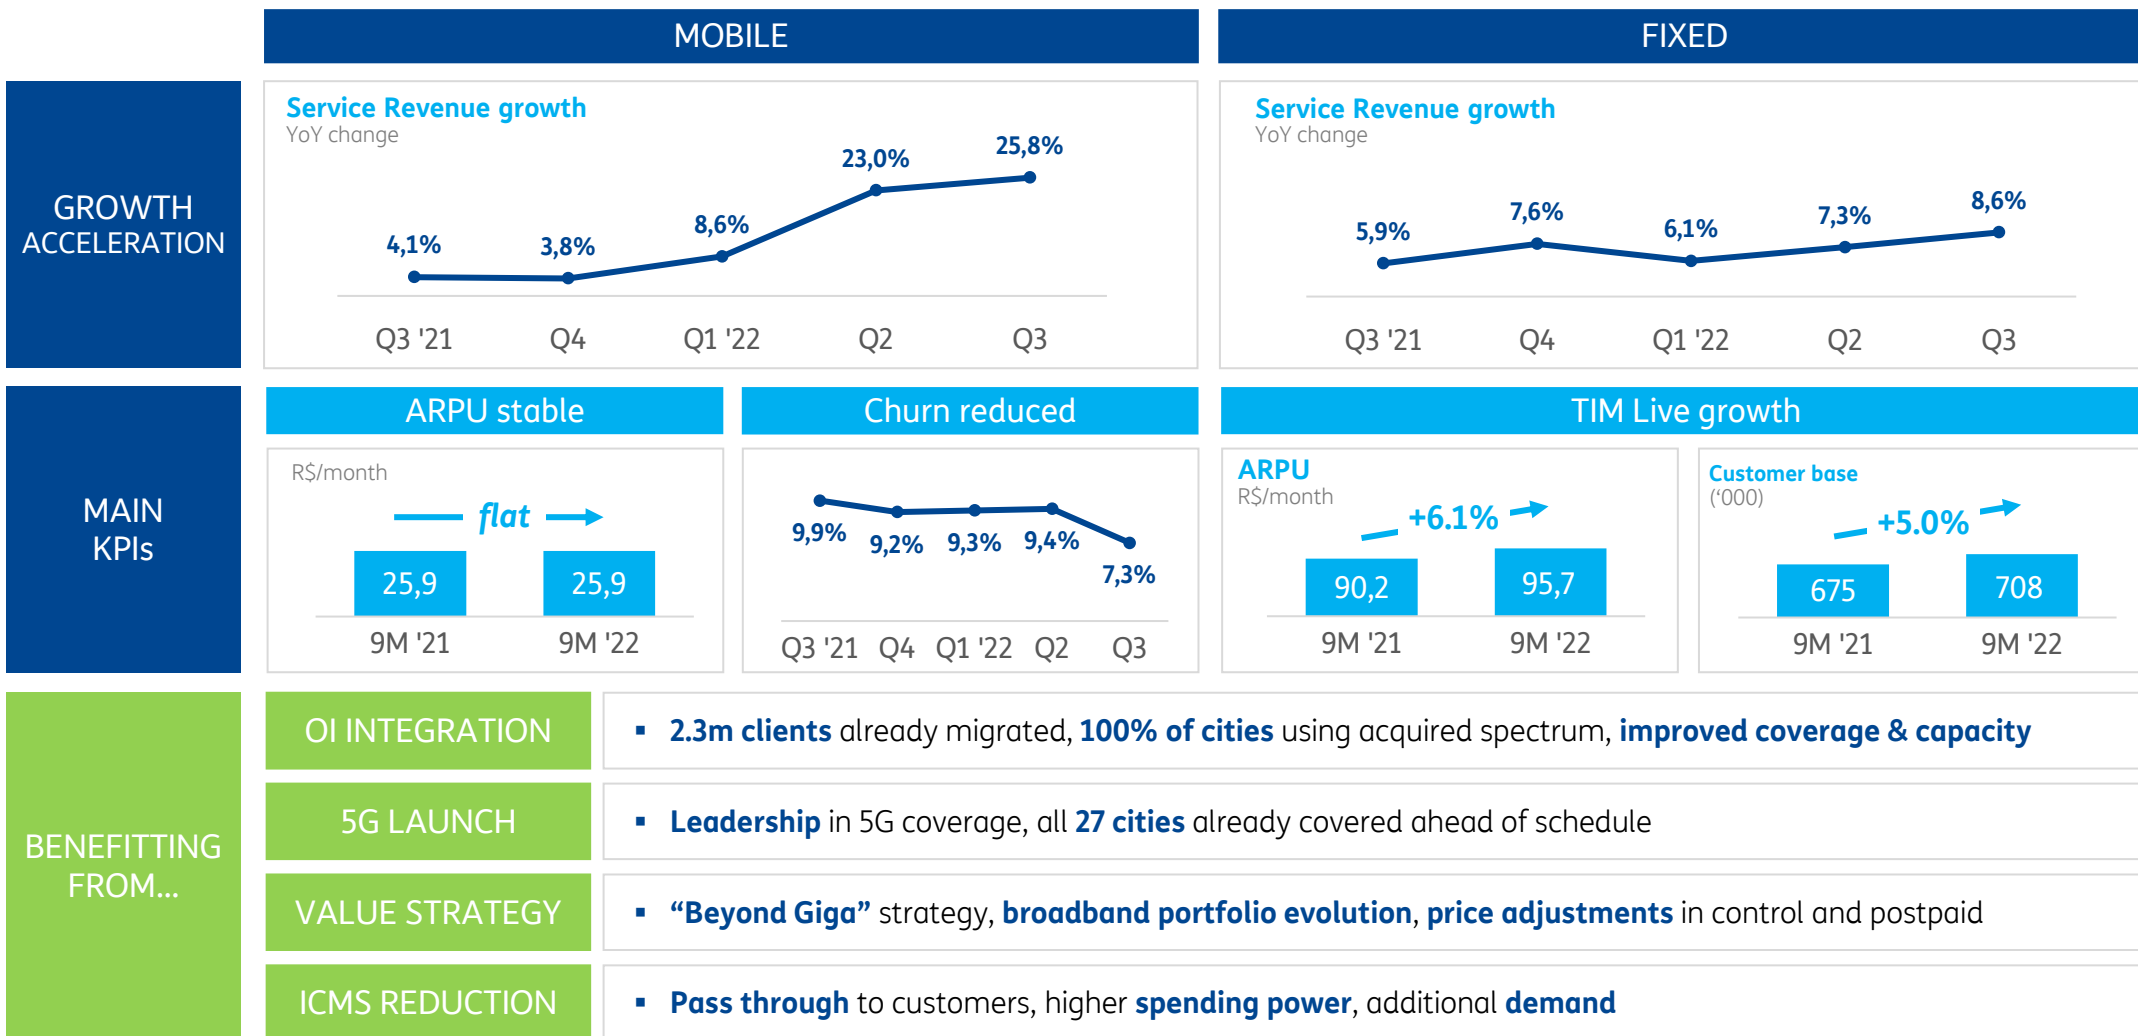 MOBILE
FIXED
GROWTH
ACCELERATION
Service Revenue growth
YoY change
4,1%
3,8%
8,6%
23,0%
25,8%
Q3 '21 Q4 Q1 '22 Q2 Q3
Service Revenue growth
YoY change
5,9%
7,6%
6,1%
7,3%
8,6%
Q3 '21 Q4 Q1 '22 Q2 Q3
MAIN
KPIs
ARPU stable
R$/month
flat
25,9 25,9
9M '21 9M '22
Churn reduced
9,9% 9,2% 9,3% 9,4% 7,3%
Q3 '21 Q4 Q1 '22 Q2 Q3
TIM Live growth
ARPU
R$/month
+6.1%
90,2 95,7
9M '21 9M '22
Customer base
(‘000)
+5.0%
675 708
9M '21 9M '22
BENEFITTING
FROM...
OI INTEGRATION
▪ 2.3m clients already migrated, 100% of cities using acquired spectrum, improved coverage & capacity
5G LAUNCH
▪ Leadership in 5G coverage, all 27 cities already covered ahead of schedule
VALUE STRATEGY
▪ “Beyond Giga” strategy, broadband portfolio evolution, price adjustments in control and postpaid
ICMS REDUCTION
▪ Pass through to customers, higher spending power, additional demand